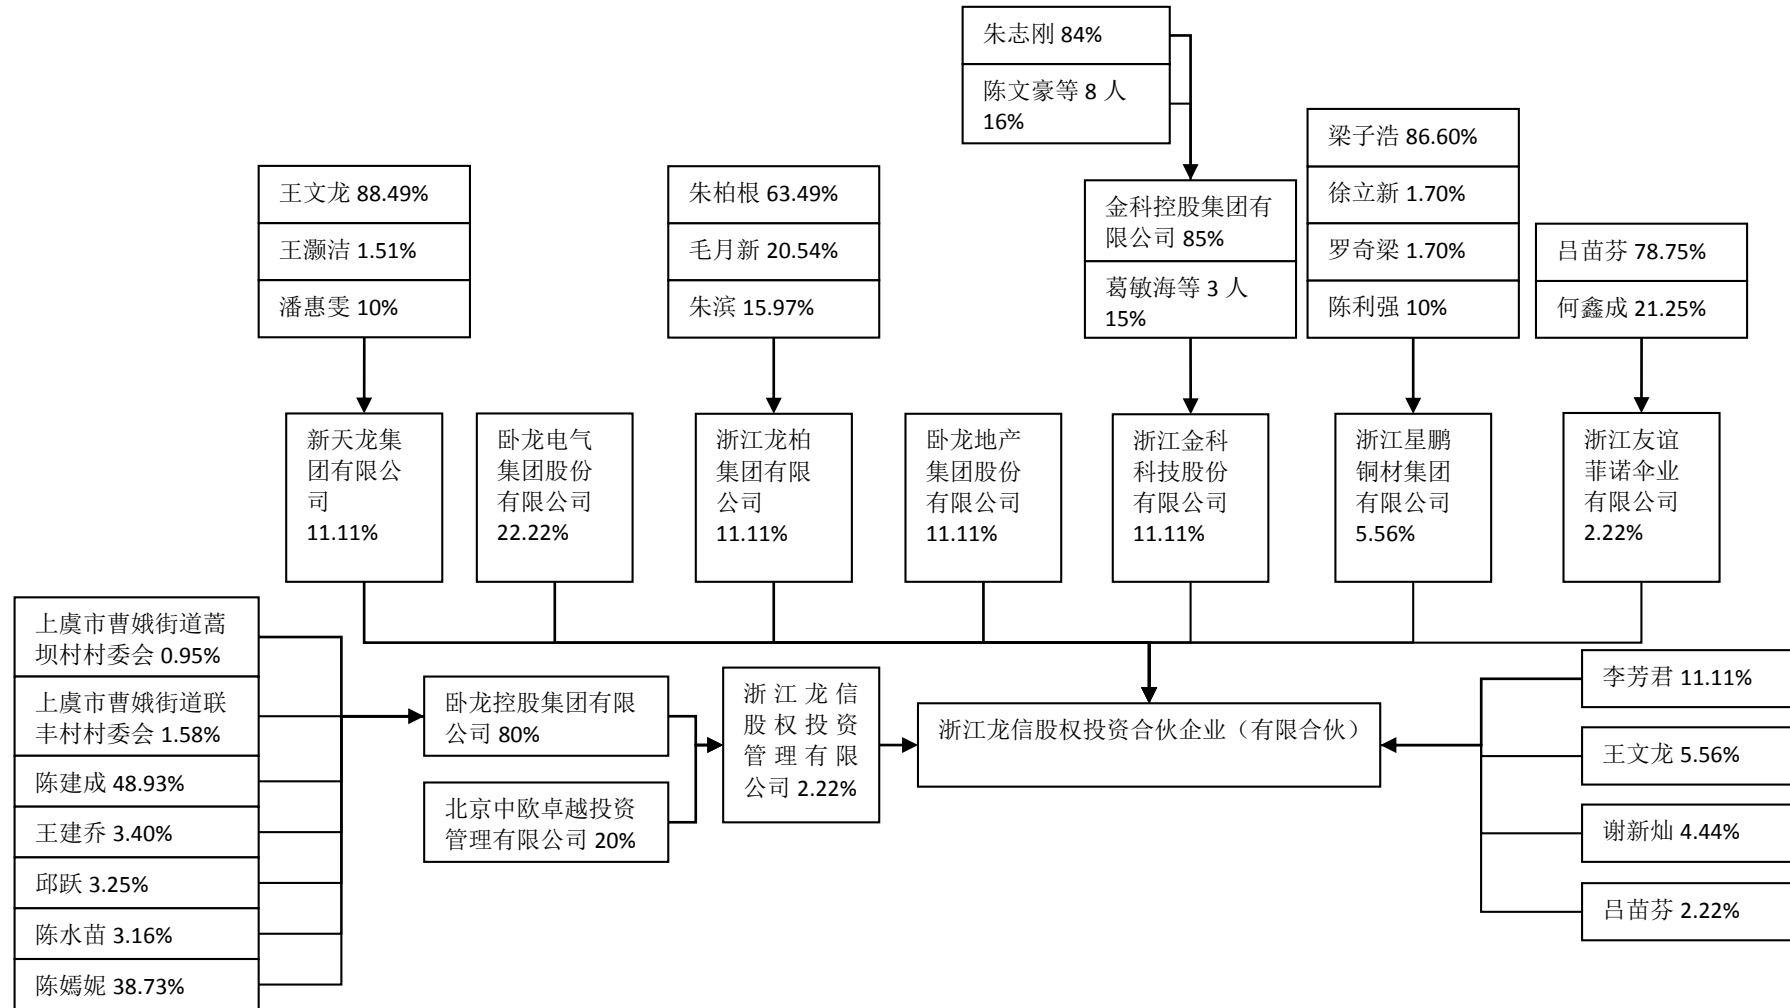 朱志刚 84%
陈文豪等 8 人
16%
王文龙 88.49%
王灏洁 1.51%
潘惠雯 10%
朱柏根 63.49%
毛月新 20.54%
朱滨 15.97%
金科控股集团有
限公司 85%
葛敏海等 3 人
15%
梁子浩 86.60%
徐立新 1.70%
罗奇梁 1.70%
陈利强 10%
吕苗芬 78.75%
何鑫成 21.25%
新天龙集
团有限公
司
11.11%
卧龙电气
集团股份
有限公司
22.22%
浙江龙柏
集团有限
公司
11.11%
卧龙地产
集团股份
有限公司
11.11%
浙江金科
科技股份
有限公司
11.11%
浙江星鹏
铜材集团
有限公司
5.56%
浙江友谊
菲诺伞业
有限公司
2.22%
上虞市曹娥街道蒿
坝村村委会 0.95%
上虞市曹娥街道联
丰村村委会 1.58%
陈建成 48.93%
王建乔 3.40%
邱跃 3.25%
陈水苗 3.16%
陈嫣妮 38.73%
卧龙控股集团有限
公司 80%
北京中欧卓越投资
管理有限公司 20%
浙江龙信
股权投资
管理有限
公司 2.22%
浙江龙信股权投资合伙企业（有限合伙）
李芳君 11.11%
王文龙 5.56%
谢新灿 4.44%
吕苗芬 2.22%